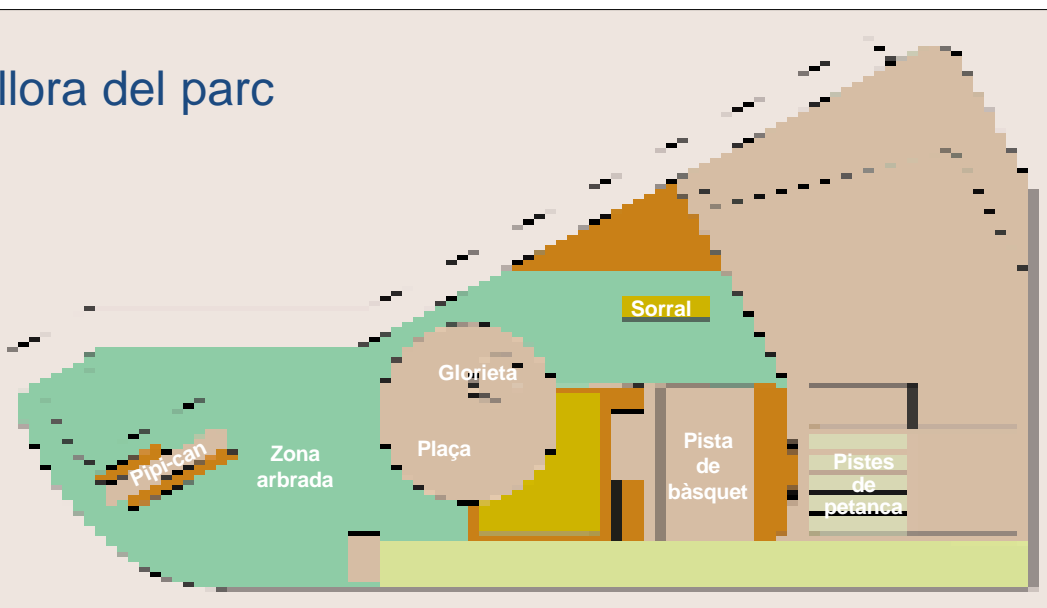 llora del parc
Sorral
Glorieta
Plaça
Pipi-can
Zona
arbrada
Pista
de
bàsquet
Pistes
de
petanca